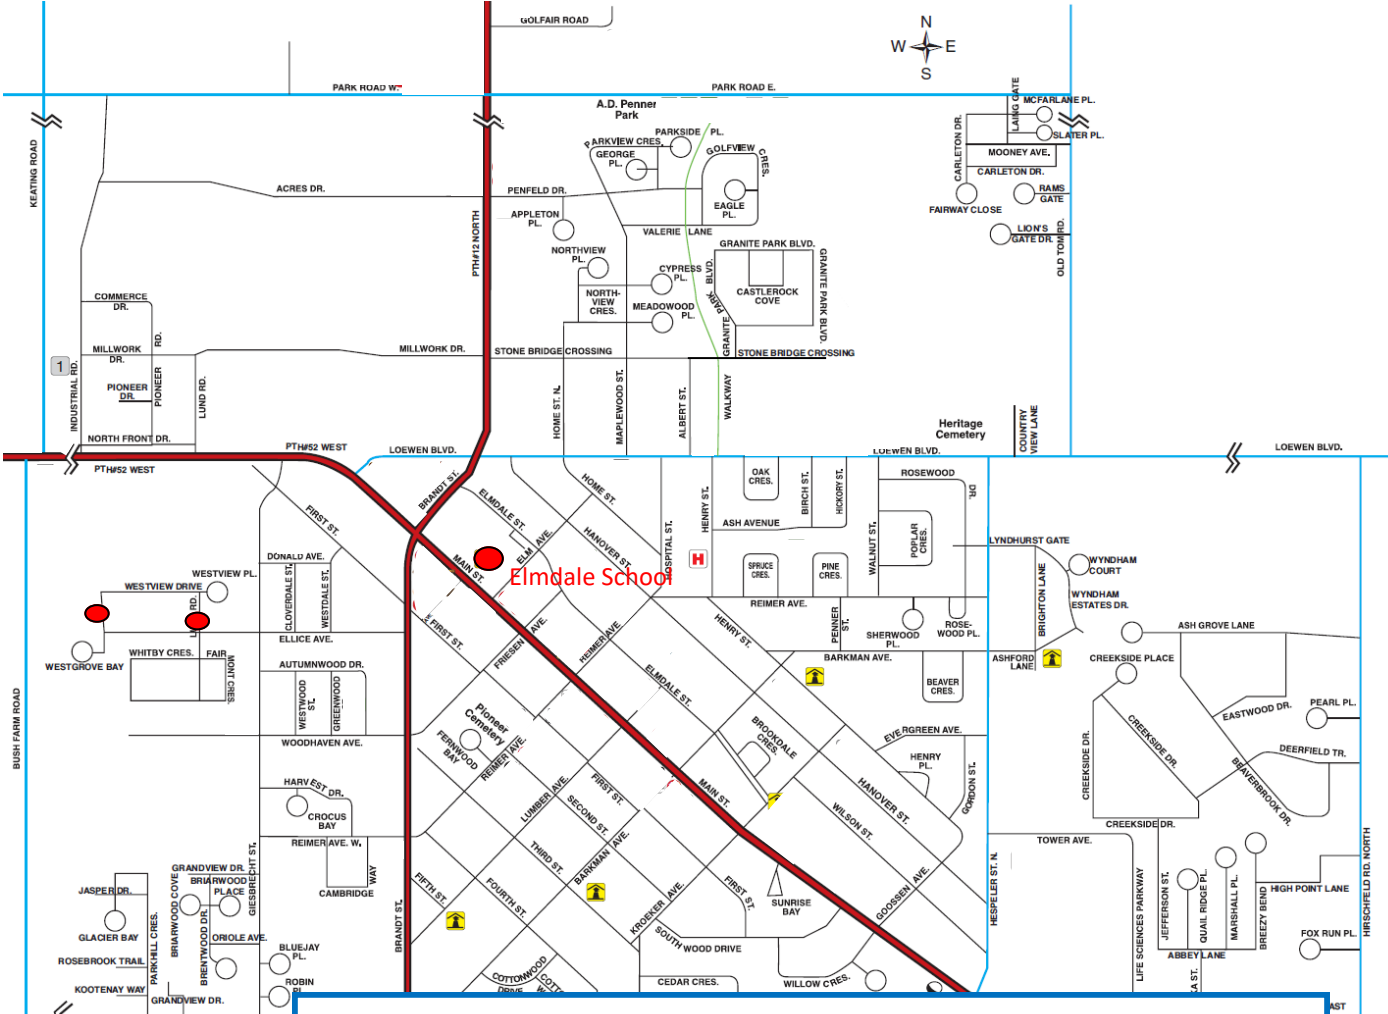 GOLFAIR ROAD
N
W
E
S
PARK ROAD W.
PARK ROAD E.
A.D. Penner
Park
LAING GATE
MCFARLANE PL.
SLATER PL.
CARLETON DR.
MOONEY AVE.
CARLETON DR.
RAMS
GATE
FAIRWAY CLOSE
LION'S
GATE DR.
OLD TOM RD.
KEATING ROAD
PARKSIDE PL.
PARKVIEW CRES.
GEORGE
PL.
GOLFVIEW
CRES.
EAGLE
PL.
ACRES DR.
PENFELD DR.
APPLETON
PL.
VALERIE LANE
PTH#12 NORTH
NORTHVIEW
PL.
GRANITE PARK BLVD.
GRANITE PARK BLVD.
GRANITE PARK BLVD.
CASTLEROCK
COVE
CYPRESS
PL.
NORTH-
VIEW
CRES.
MEADOWOOD
PL.
COMMERCE
DR.
MILLWORK
DR.
PIONEER RD.
PIONEER
DR.
1
INDUSTRIAL RD.
LUND RD.
MILLWORK DR.
STONE BRIDGE CROSSING
STONE BRIDGE CROSSING
HOME ST. N.
MAPLEWOOD ST.
ALBERT ST.
WALKWAY
NORTH FRONT DR.
PTH#52 WEST
PTH#52 WEST
LOEWEN BLVD.
Heritage
Cemetery
COUNTRY
VIEW LANE
LOEWEN BLVD.
LOEWEN BLVD.
BRANDT ST.
ELMDALE ST.
HOME ST.
HANOVER ST.
ELM AVE.
FIRST ST.
MAIN ST.
Elmdale School
HOSPITAL ST.
HENRY ST.
H
OAK
CRES.
BIRCH ST.
HICKORY ST.
ASH AVENUE
SPRUCE
CRES.
PINE
CRES.
WALNUT ST.
ROSEWOOD
DR.
POPLAR
CRES.
LYNDHURST GATE
WYNDHAM
COURT
WYNDHAM
ESTATES DR.
BRIGHTON LANE
ASHFORD
LANE
REIMER AVE.
PENNER
ST.
SHERWOOD
PL.
ROSE-
WOOD PL.
BARKMAN AVE.
BEAVER
CRES.
ASH GROVE LANE
CREEKSIDE PLACE
CREEKSIDE DR.
CREEKSIDE DR.
CREEKSIDE DR.
EASTWOOD DR.
PEARL PL.
DEERFIELD TR.
BEAVERBROOK DR.
WESTVIEW PL.
WESTVIEW DRIVE
RD.
DONALD AVE.
CLOVERDALE ST.
WESTDALE ST.
ELLICE AVE.
WESTGROVE BAY
WHITBY CRES.
FAIR
MONT CRES.
AUTUMNWOOD DR.
WESTWOOD
ST.
GREENWOOD
WOODHAVEN AVE.
BUSH FARM ROAD
FIRST ST.
FRIESEN AVE.
REIMER AVE.
ELMDALE ST.
HENRY ST.
Pioneer
Cemetery
FERNWOOD
BAY
REIMER AVE.
BROOKDALE
CRES.
EVERGREEN AVE.
HENRY
PL.
GORDON ST.
HANOVER ST.
WILSON ST.
MAIN ST.
FIRST ST.
SECOND ST.
LUMBER AVE.
THIRD ST.
BARKMAN AVE.
FOURTH ST.
FIFTH ST.
HARVEST DR.
CROCUS
BAY
REIMER AVE. W.
CAMBRIDGE
WAY
GIESBRECHT ST.
BRANDT ST.
GRANDVIEW DR.
BRIARWOOD
PLACE
BRIARWOOD COVE
BRENTWOOD DR.
ORIOLE AVE.
BLUEJAY
PL.
ROBIN
PL.
JASPER DR.
GLACIER BAY
PARKHILL CRES.
ROSEBROOK TRAIL
KOOTENAY WAY
GRANDVIEW DR.
KROEKER AVE.
FIRST ST.
SUNRISE
BAY
GOOSSEN AVE.
SOUTHWOOD DRIVE
CEDAR CRES.
WILLOW CRES.
COTTONWOOD
DRIVE
HESPELER ST. N.
TOWER AVE.
LIFE SCIENCES PARKWAY
JEFFERSON ST.
QUAIL RIDGE PL.
MARSHALL PL.
BREEZY BEND
HIGH POINT LANE
ABBEY LANE
FOX RUN PL.
HIRSCHFELD RD. NORTH
KA ST.
AST